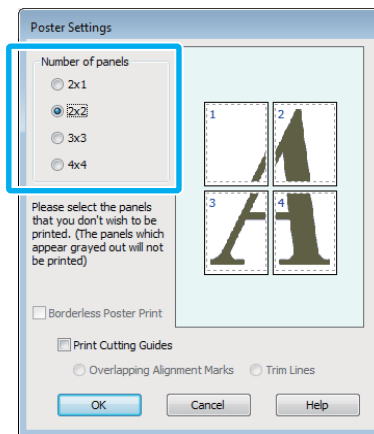 Poster Settings
Number of panels
2x1
2x2
3x3
4x4
1 2
3 4
Please select the panels
that you don't wish to be
printed. (The panels which
appear grayed out will not
be printed)
Borderless Poster Print
Print Cutting Guides
Overlapping Alignment Marks Trim Lines
OK Cancel Help